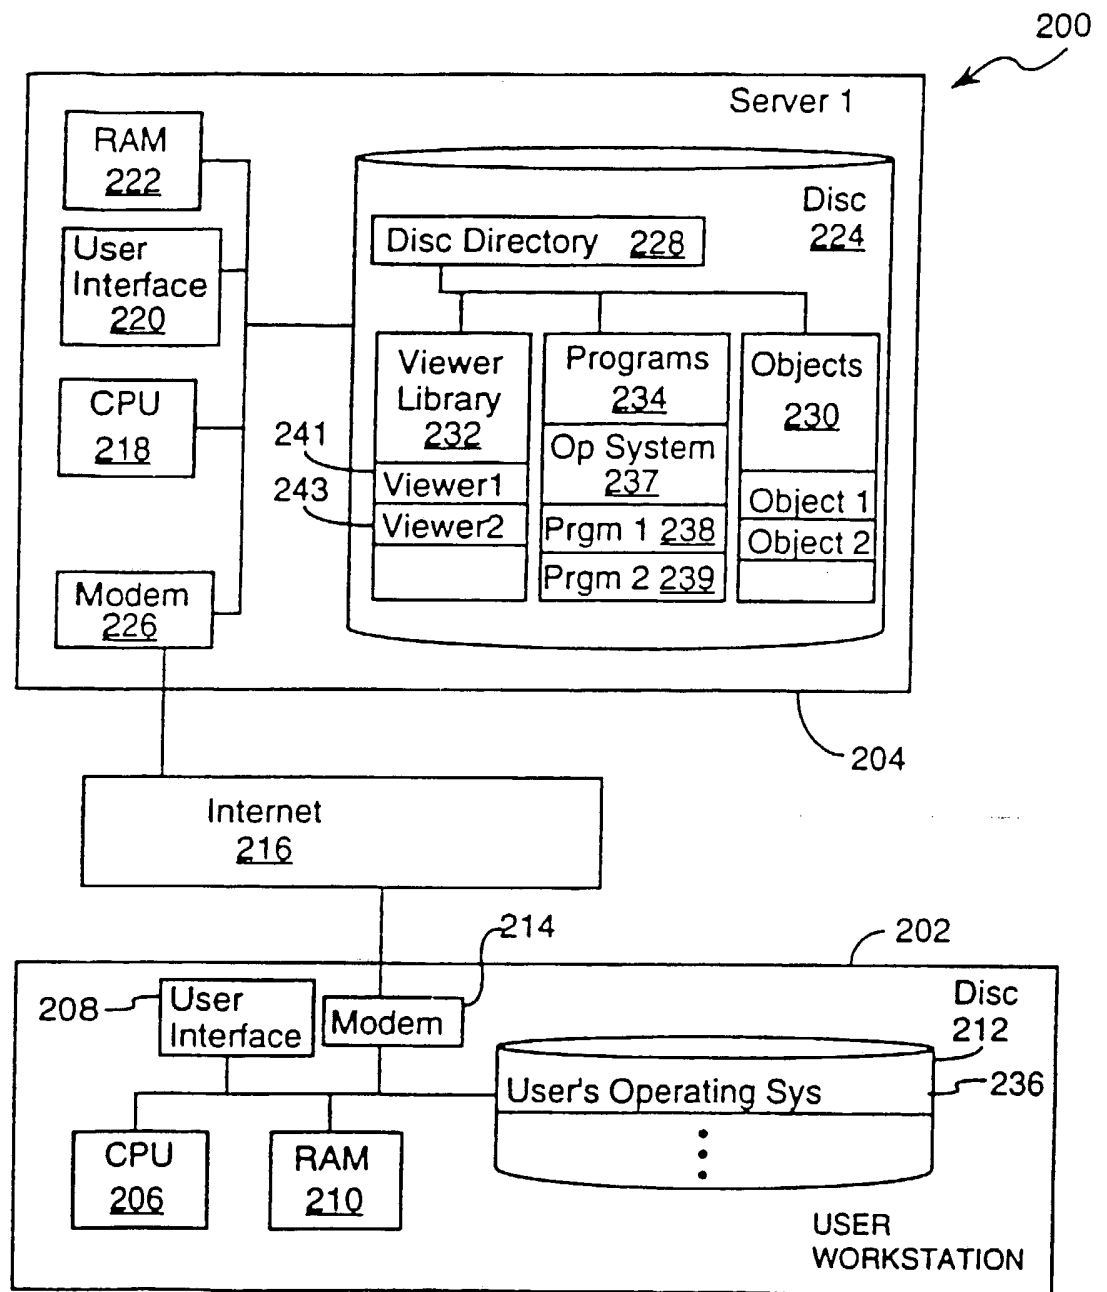 200
Server 1
RAM
222
User
Interface
220
CPU
218
Modem
226
Disc
224
Disc Directory 228
Viewer
Library
232
Viewer1
Viewer2
241
243
Programs
234
Op System
237
Prgm 1 238
Prgm 2 239
Objects
230
Object 1
Object 2
204
Internet
216
214
202
208
User
Interface
Modem
Disc
212
236
User's Operating Sys
CPU
206
RAM
210
USER
WORKSTATION